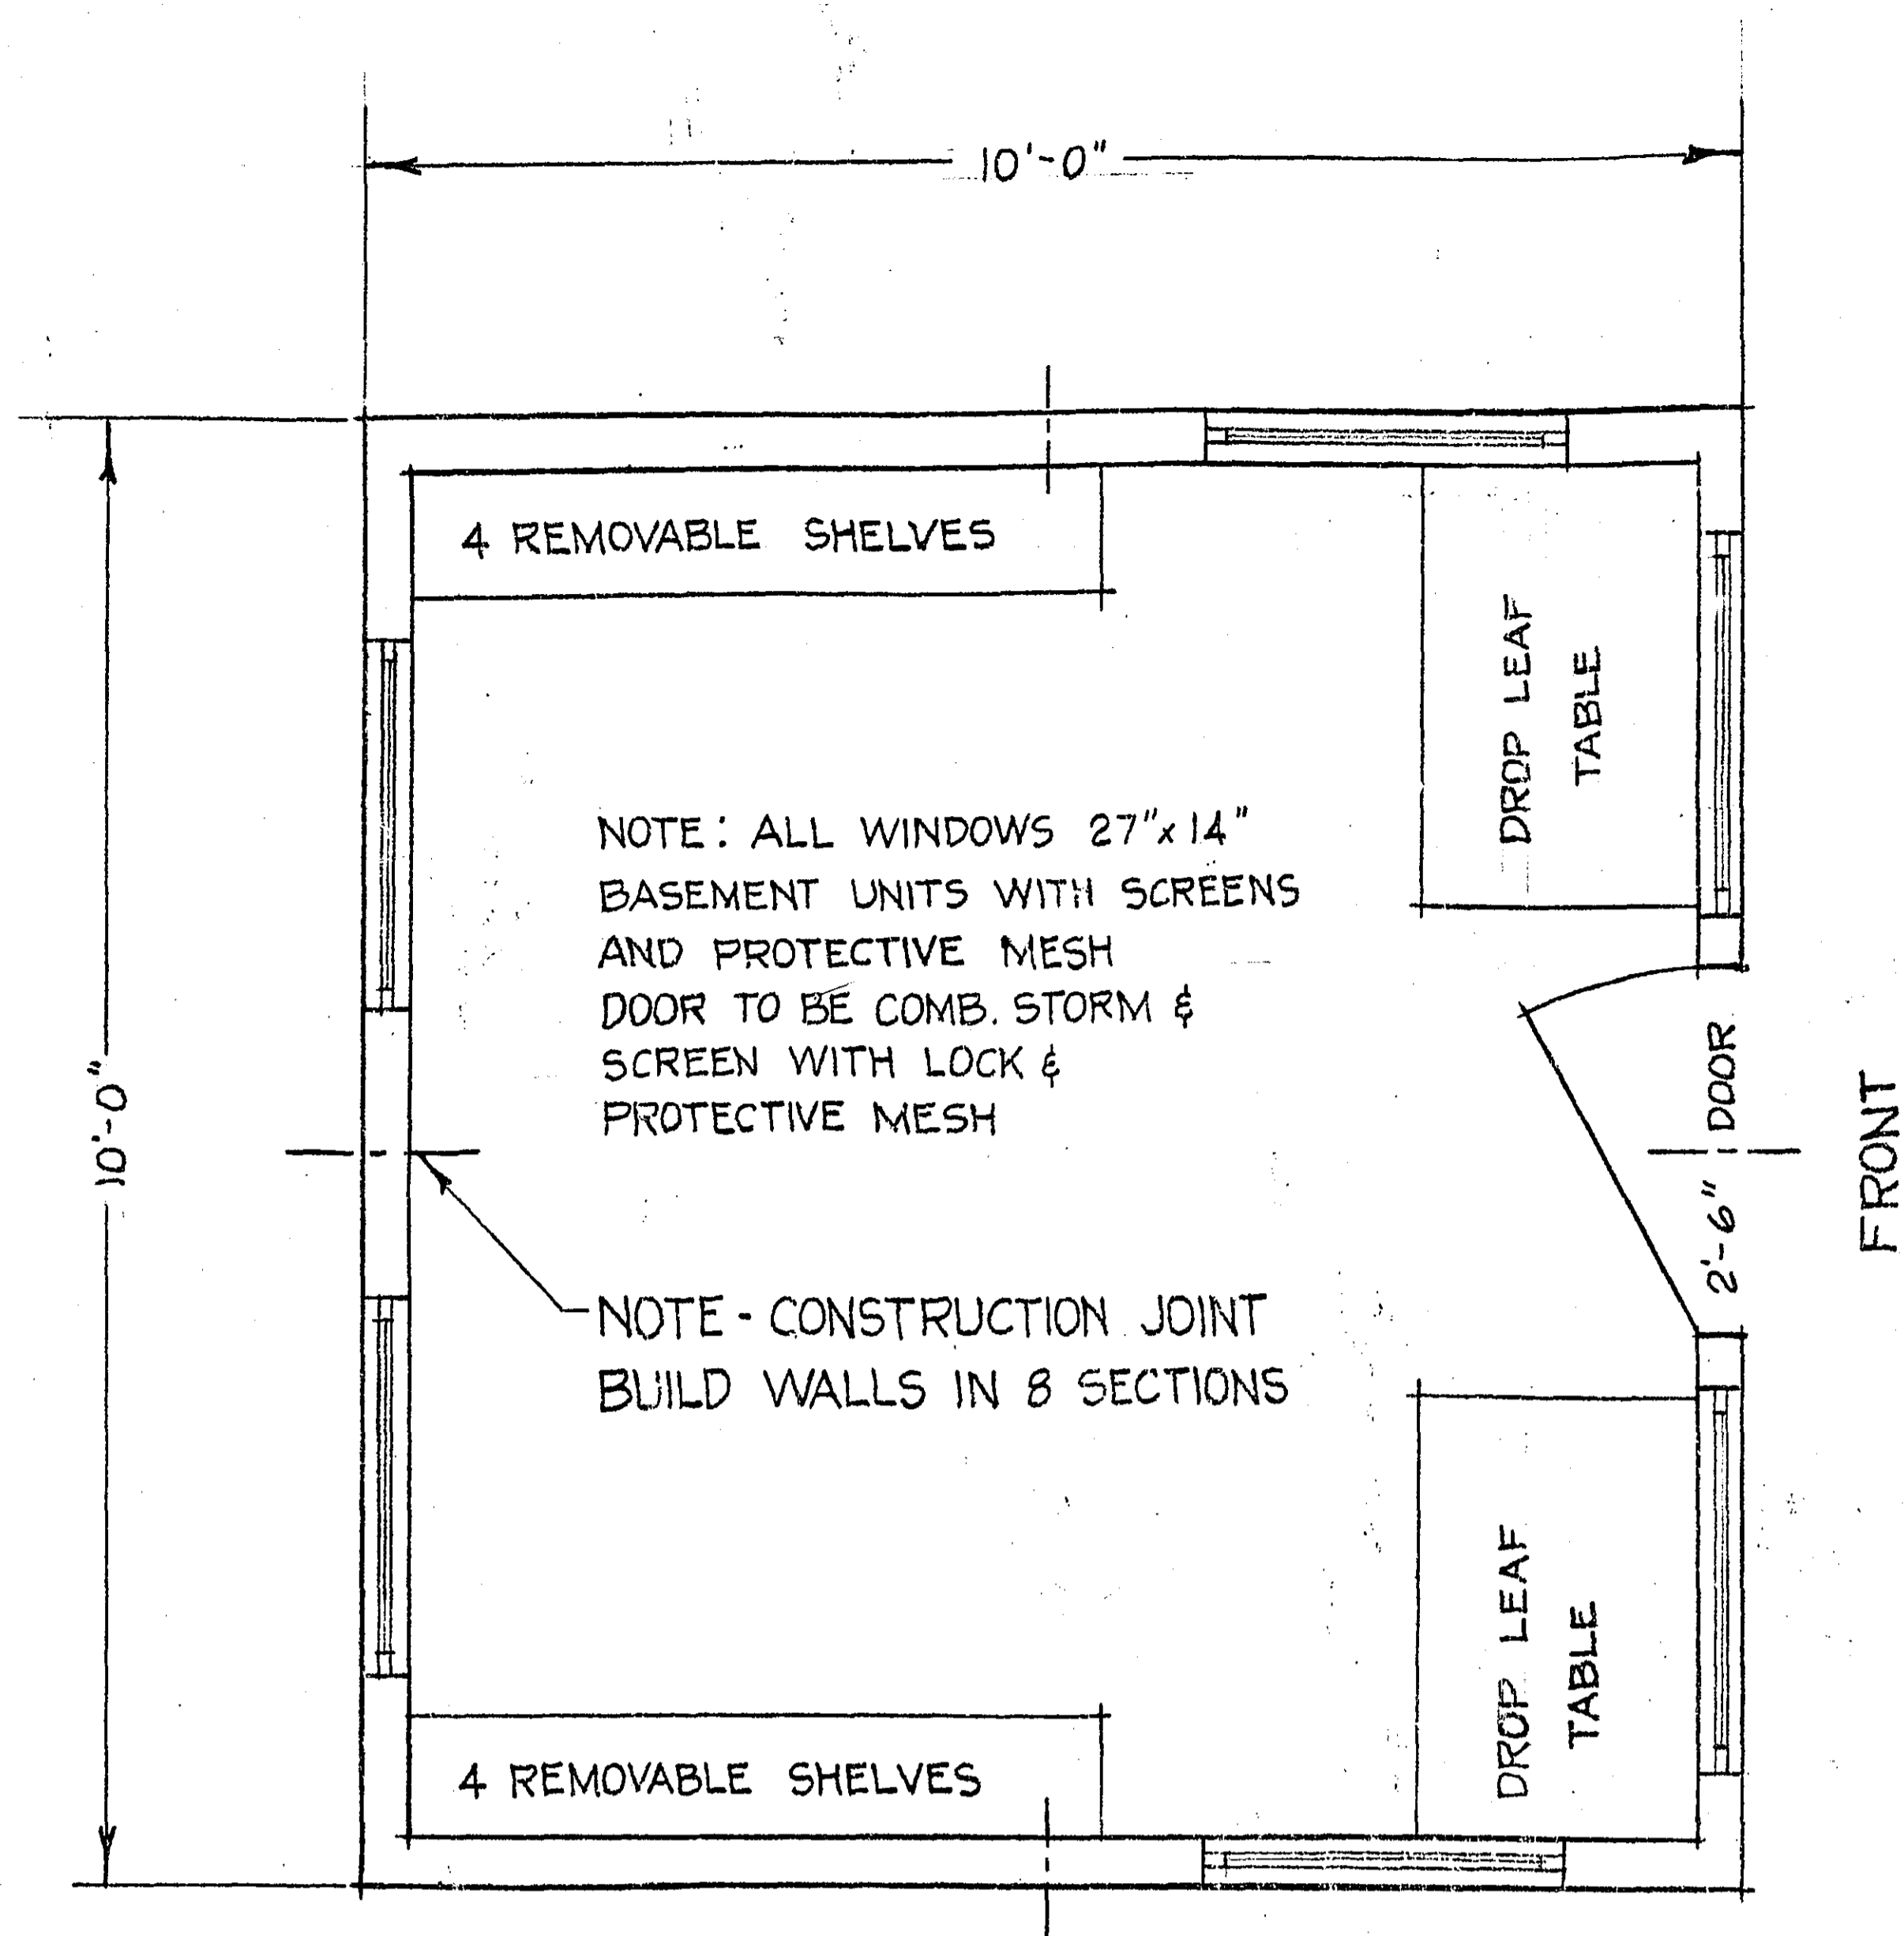 10'-0"
4 REMOVABLE SHELVES
DROP LEAF
TABLE
NOTE: ALL WINDOWS 27"x14"
BASEMENT UNITS WITH SCREENS
AND PROTECTIVE MESH
DOOR TO BE COMB. STORM &
SCREEN WITH LOCK &
PROTECTIVE MESH
10'-0"
2'-6" DOOR
FRONT
NOTE - CONSTRUCTION JOINT
BUILD WALLS IN 8 SECTIONS
DROP LEAF
TABLE
4 REMOVABLE SHELVES